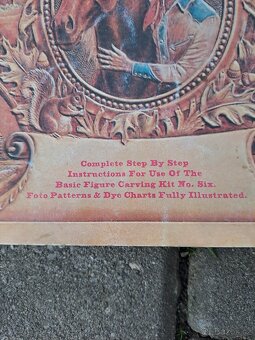 Complete Step By Step
Instructions For Use Of The
Basic Figure Carving Kit No. Six.
Foto Patterns & Dye Charts Fully Illustrated.